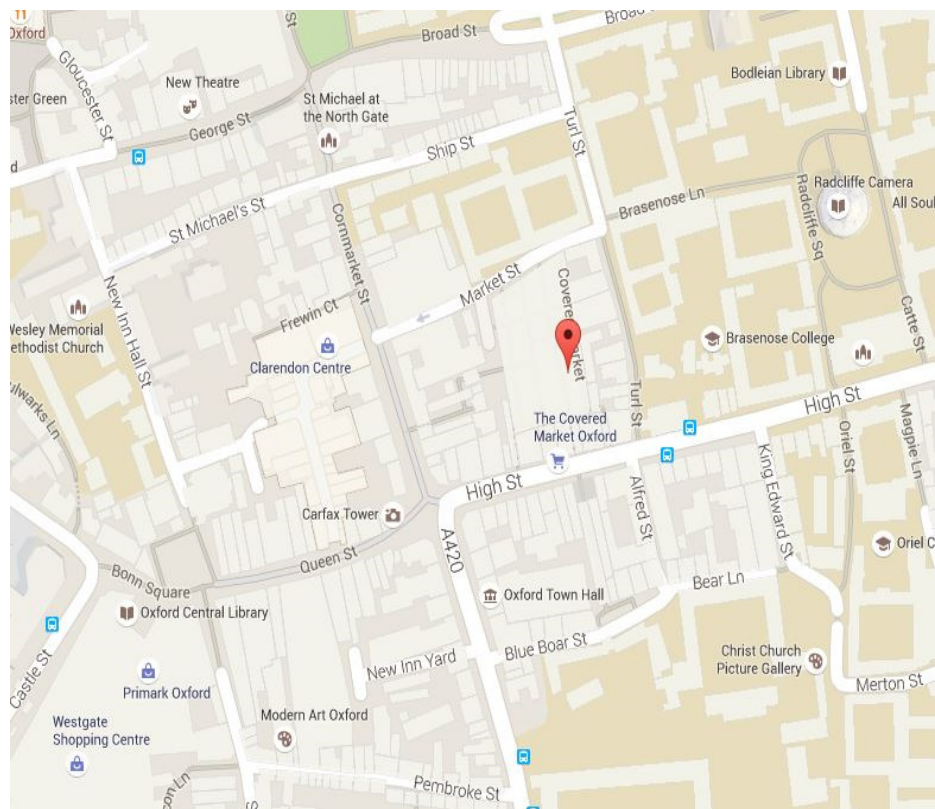 Oxford
Gloucester St
ster Green
New Theatre
George St
Broad St
Broad St
St Michael at
the North Gate
Ship St
Turl St
Bodleian Library
St Michael's St
Cornmarket St
Brasenose Ln
Radcliffe Sq
Radcliffe Camera
All Soul
d
New Inn Hall St
Frewin Ct
Market St
Covered Market
Catte St
Wesley Memorial
ethodist Church
Clarendon Centre
Brasenose College
ulwarks Ln
Turl St
The Covered
Market Oxford
High St
High St
Oriel St
Magpie Ln
King Edward St
Alfred St
Carfax Tower
Queen St
A420
Oriel C
Bonn Square
Oxford Central Library
Oxford Town Hall
Bear Ln
Castle St
Primark Oxford
New Inn Yard
Blue Boar St
Christ Church
Picture Gallery
Merton St
Westgate
Shopping Centre
Modern Art Oxford
Pembroke St
con Ln
S